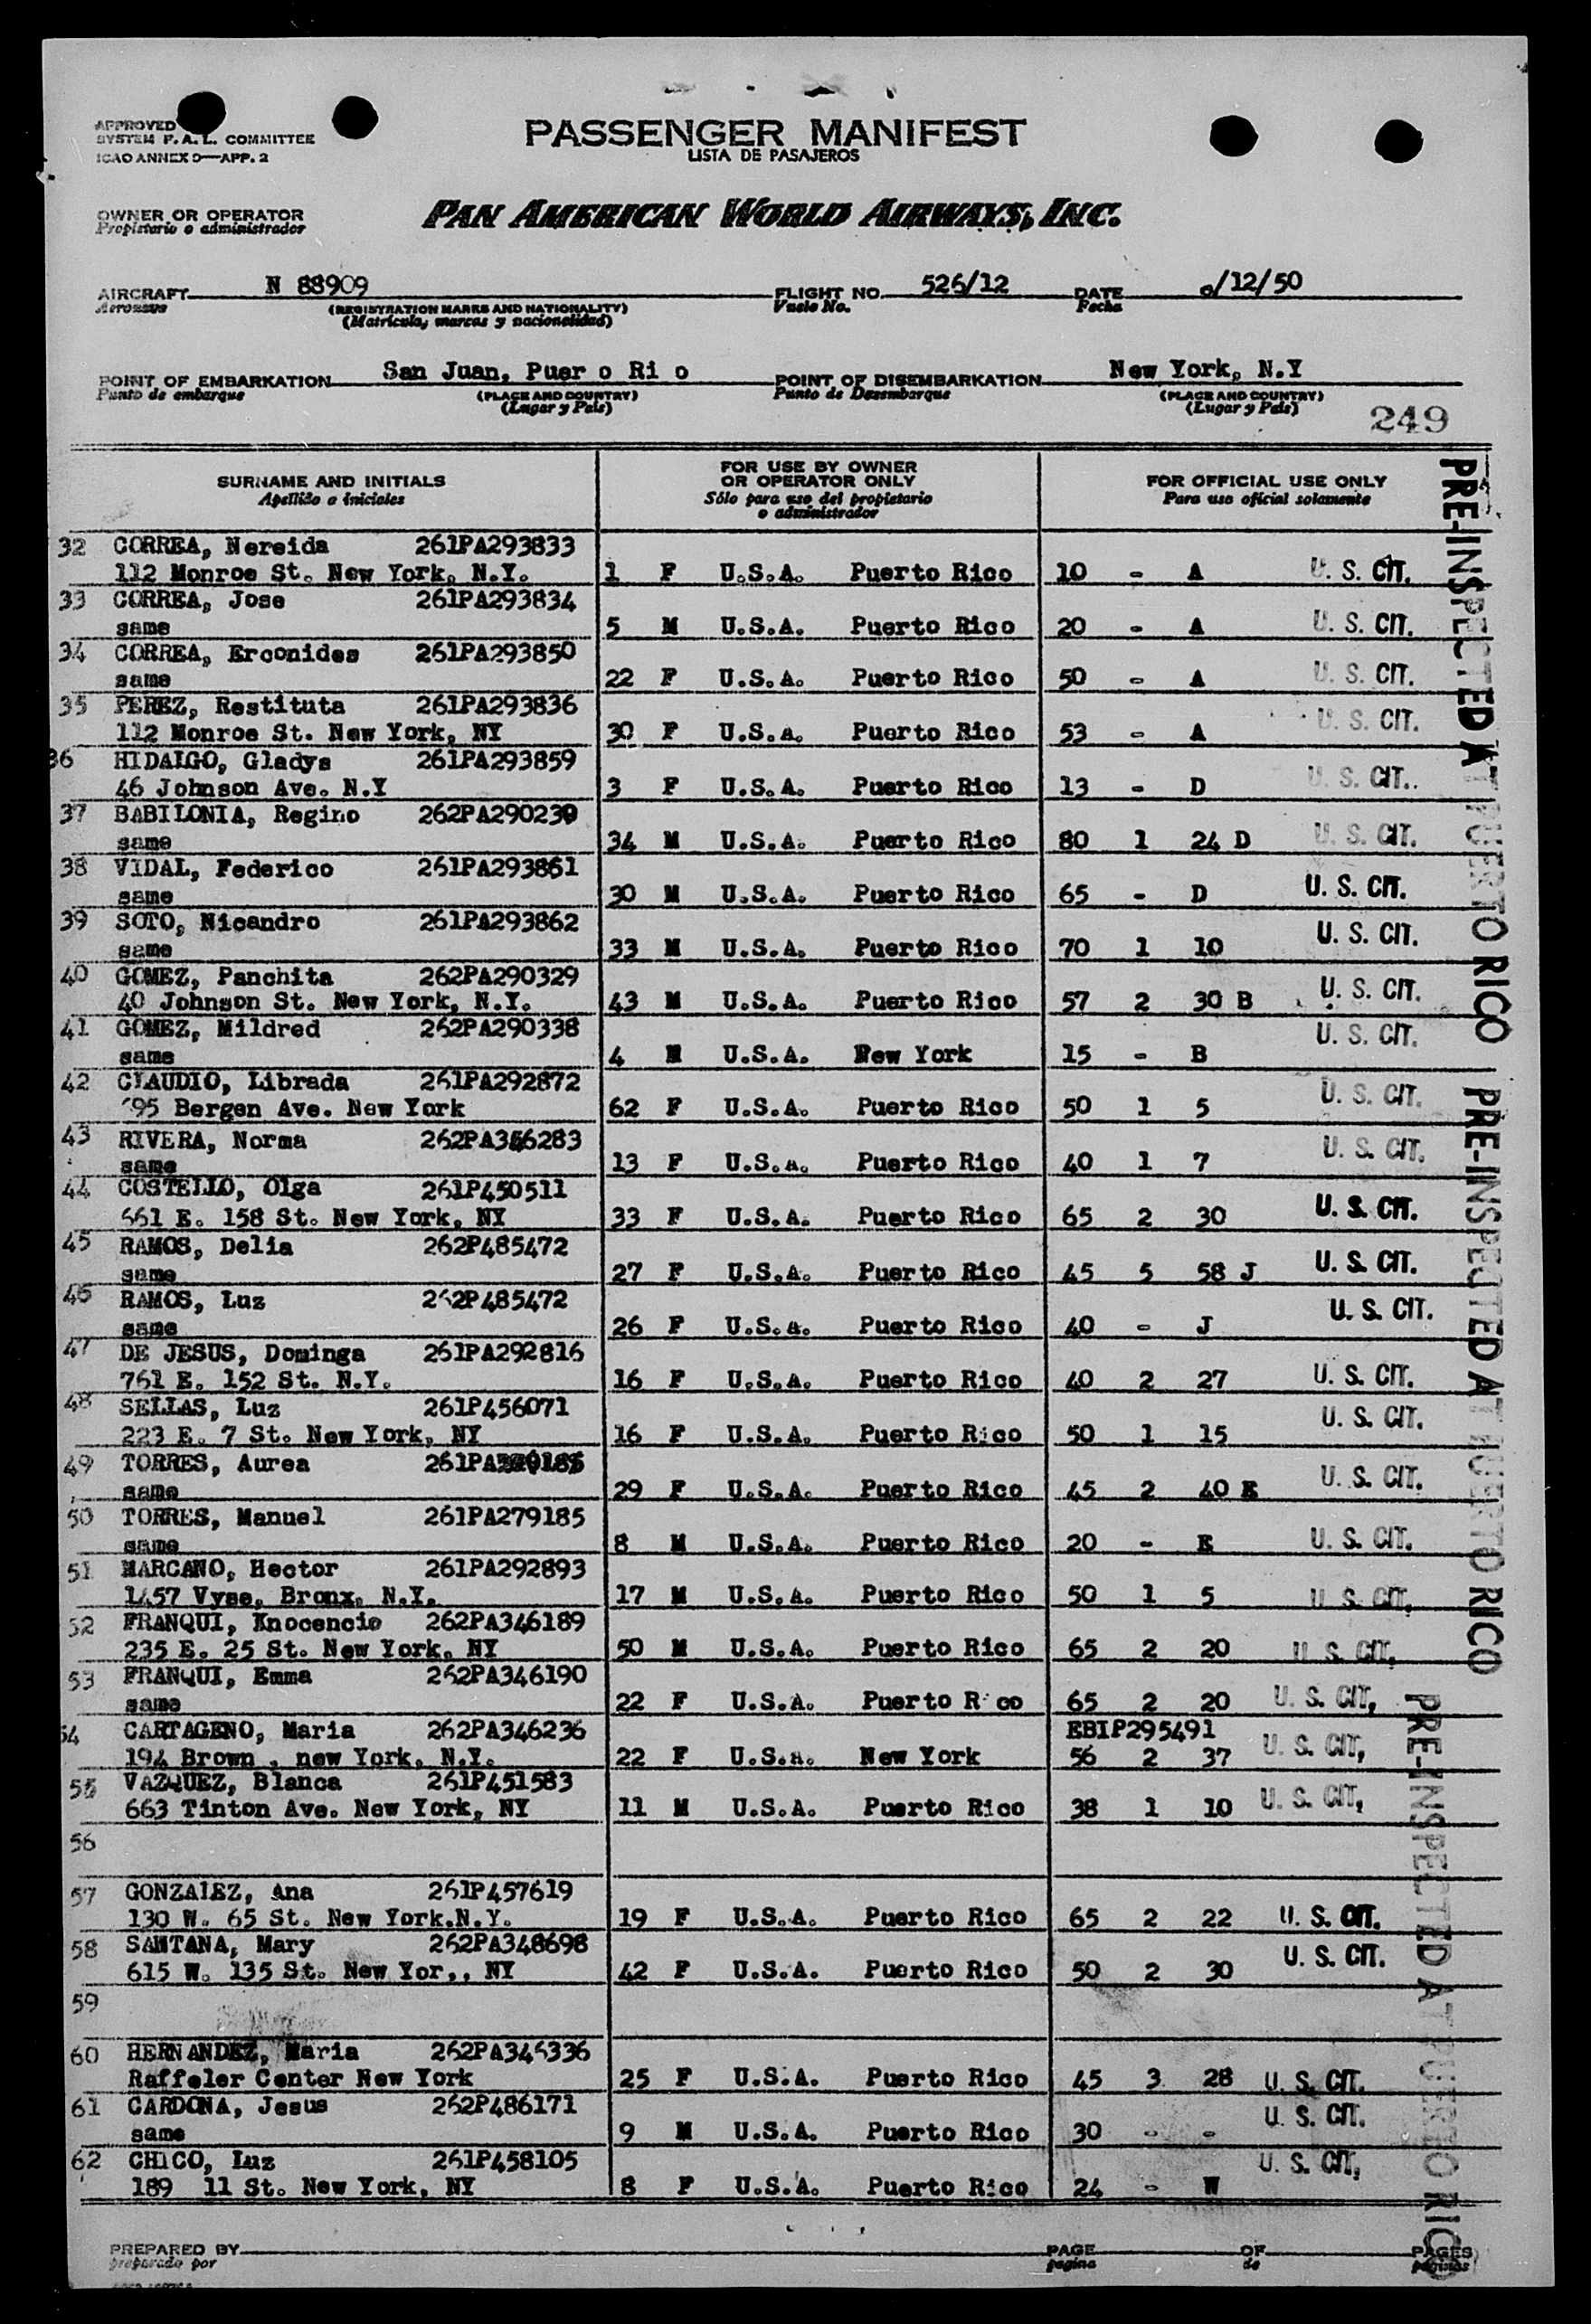 APPROVED
SYSTEM F.A.L. COMMITTEE
ICAO ANNEX 9—APP. 2
PASSENGER MANIFEST
LISTA DE PASAJEROS
OWNER OR OPERATOR
Propietario o administrador
PAN AMERICAN WORLD AIRWAYS, INC.
AIRCRAFT N 88909 FLIGHT NO. 526/12 DATE /12/50
Aeronave (REGISTRATION MARKS AND NATIONALITY) Vuelo No. Fecha
(Matricula, marcas y nacionalidad)
POINT OF EMBARKATION San Juan, Puer o Ri o POINT OF DISEMBARKATION New York, N.Y
Punto de embarque (PLACE AND COUNTRY) Punto de Desembarque (PLACE AND COUNTRY)
(Lugar y Pais) (Lugar y Pais)
249
SURNAME AND INITIALS FOR USE BY OWNER OR OPERATOR ONLY FOR OFFICIAL USE ONLY
Apellido o iniciales Sólo para uso del propietario o administrador Para uso oficial solamente
32 CORREA, Nereida 261PA293833
112 Monroe St. New York, N.Y. 1 F U.S.A. Puerto Rico 10 - A U. S. CIT.
33 CORREA, Jose 261PA293834
same 5 M U.S.A. Puerto Rico 20 - A U. S. CIT.
34 CORREA, Erconides 261PA293850
same 22 F U.S.A. Puerto Rico 50 - A U. S. CIT.
35 PEREZ, Restituta 261PA293836
112 Monroe St. New York, NY 30 F U.S.A. Puerto Rico 53 - A U. S. CIT.
36 HIDALGO, Gladys 261PA293859
46 Johnson Ave. N.Y 3 F U.S.A. Puerto Rico 13 - D U. S. CIT.
37 BABILONIA, Regino 262PA290230
same 34 M U.S.A. Puerto Rico 80 1 24 D U. S. CIT.
38 VIDAL, Federico 261PA293861
same 30 M U.S.A. Puerto Rico 65 - D U. S. CIT.
39 SOTO, Nicandro 261PA293862
same 33 M U.S.A. Puerto Rico 70 1 10 U. S. CIT.
40 GOMEZ, Panchita 262PA290329
40 Johnson St. New York, N.Y. 43 M U.S.A. Puerto Rico 57 2 30 B U. S. CIT.
41 GOMEZ, Mildred 262PA290338
same 4 M U.S.A. New York 15 - B U. S. CIT.
42 CLAUDIO, Librada 261PA292872
695 Bergen Ave. New York 62 F U.S.A. Puerto Rico 50 1 5 U. S. CIT.
43 RIVERA, Norma 262PA346283
same 13 F U.S.A. Puerto Rico 40 1 7 U. S. CIT.
44 COSTELLO, Olga 261P450511
661 E. 158 St. New York, NY 33 F U.S.A. Puerto Rico 65 2 30 U. S. CIT.
45 RAMOS, Delia 262P485472
same 27 F U.S.A. Puerto Rico 45 5 58 J U. S. CIT.
46 RAMOS, Luz 262P485472
same 26 F U.S.A. Puerto Rico 40 - J U. S. CIT.
47 DE JESUS, Dominga 261PA292816
761 E. 152 St. N.Y. 16 F U.S.A. Puerto Rico 40 2 27 U. S. CIT.
48 SELLAS, Luz 261P456071
223 E. 7 St. New York, NY 16 F U.S.A. Puerto Rico 50 1 15 U. S. CIT.
49 TORRES, Aurea
same 29 F U.S.A. Puerto Rico 45 2 40 E U. S. CIT.
50 TORRES, Manuel 261PA279185
same 8 M U.S.A. Puerto Rico 20 - E U. S. CIT.
51 MARCANO, Hector 261PA292893
1457 Vyse, Bronx, N.Y. 17 M U.S.A. Puerto Rico 50 1 5 U. S. CIT.
52 FRANQUI, Inocencio 262PA346189
235 E. 25 St. New York, NY 50 M U.S.A. Puerto Rico 65 2 20 U. S. CIT.
53 FRANQUI, Emma 262PA346190
same 22 F U.S.A. Puerto R co 65 2 20 U. S. CIT.
54 CARTAGENO, Maria 262PA346236 EBIP295491
194 Brown , new York, N.Y. 22 F U.S.A. New York 56 2 37 U. S. CIT.
55 VAZQUEZ, Blanca 261P451583
663 Tinton Ave. New York, NY 11 M U.S.A. Puerto Rico 38 1 10 U. S. CIT.
56
57 GONZALEZ, Ana 261P457619
130 W. 65 St. New York.N.Y. 19 F U.S.A. Puerto Rico 65 2 22 U. S. CIT.
58 SANTANA, Mary 262PA348698
615 W. 135 St. New Yor,, NY 42 F U.S.A. Puerto Rico 50 2 30 U. S. CIT.
59
60 HERNANDEZ, Maria 262PA346336
Raffeler Center New York 25 F U.S.A. Puerto Rico 45 3 28 U. S. CIT.
61 CARDONA, Jesus 262P486171
same 9 M U.S.A. Puerto Rico 30 - - U. S. CIT.
62 CHICO, Luz 261P458105
189 11 St. New York, NY 8 F U.S.A. Puerto Rico 24 - W U. S. CIT.
PRE-INSPECTED AT PUERTO RICO
PRE-INSPECTED AT PUERTO RICO
PRE-INSPECTED AT PUERTO RICO
PREPARED BY PAGE OF PAGES
preparado por pagina de paginas